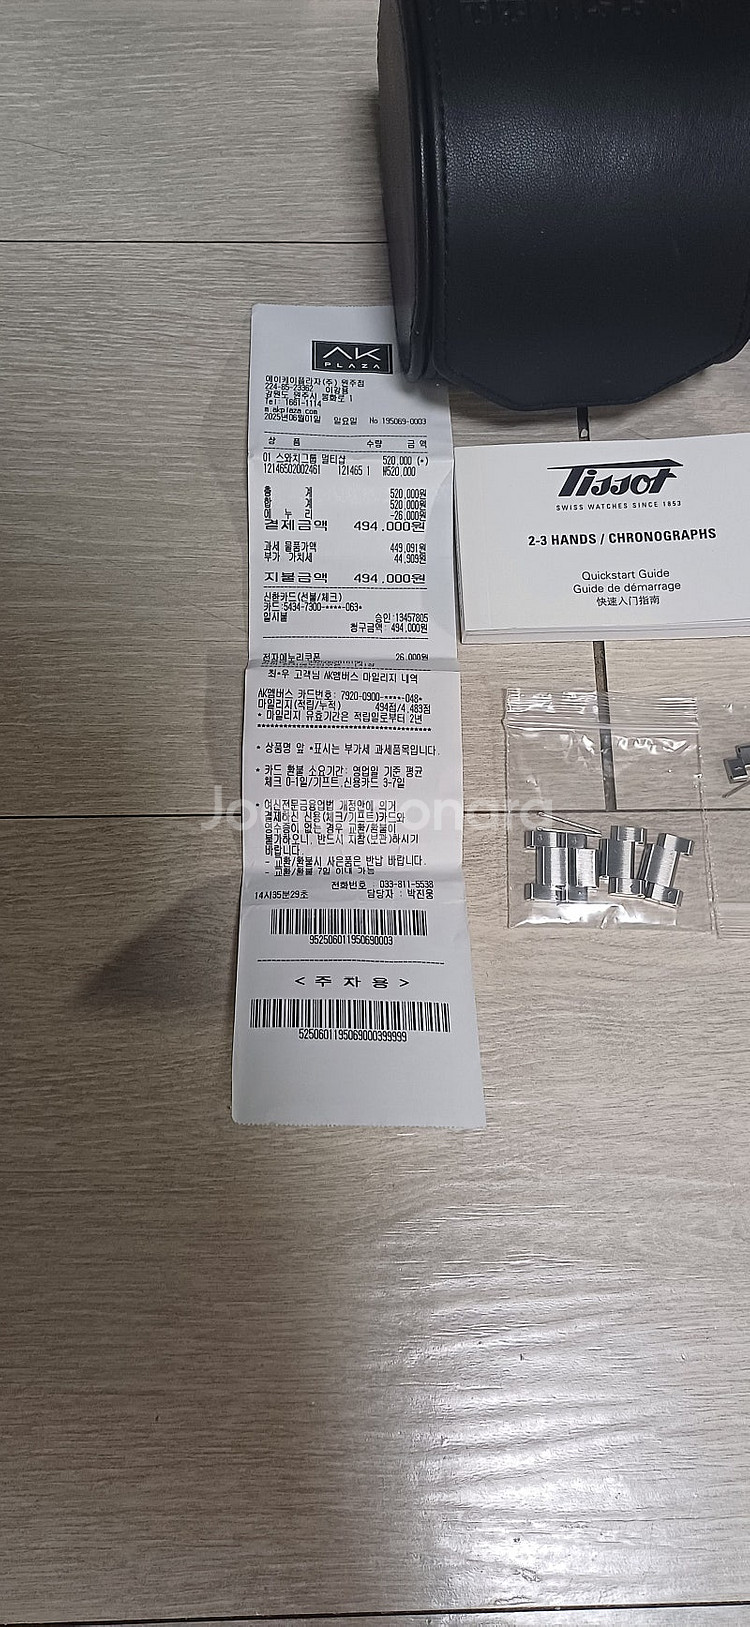 AK
PLAZA
에이케이플라자(주) 원주점
224-85-23362 이강용
강원도 원주시 봉화로 1
Tel: 1661-1114
m.akplaza.com
2025년06월01일 일요일 No 195069-0003
상 품 수량 금 액
01 스와치그룹 멀티샵 520,000 (*)
12146502002461 121465 1 ₩520,000
총 계 520,000원
합 계 520,000원
에 누 리 -26,000원
결제금액 494,000원
과세 물품가액 449,091원
부가 가치세 44,909원
지불금액 494,000원
신한카드(선불/체크)
카드:5434-7300-****-063*
일시불 승인:13457805
청구금액: 494,000원
전자에누리쿠폰 26,000원
최*우 고객님 AK멤버스 마일리지 내역
AK멤버스 카드번호: 7920-0900-****-048*
마일리지(적립/누적) 494점/4,483점
* 마일리지 유효기간은 적립일로부터 2년
* 상품명 앞 *표시는 부가세 과세품목입니다.
* 카드 환불 소요기간: 영업일 기준 평균
체크 0-1일/기프트,신용카드 3-7일
* 여신전문금융업법 개정안에 의거
결제하신 신용(체크/기프트)카드와
영수증이 없는 경우 교환/환불이
불가하오니, 반드시 지참(보관)하시기
바랍니다.
- 교환/환불시 사은품은 반납 바랍니다.
- 교환/환불 7일 이내 가능
전화번호 : 033-811-5538
14시35분29초 담당자 : 박진웅
952506011950690003
< 주 차 용 >
5250601195069000399999
Tissot
SWISS WATCHES SINCE 1853
2-3 HANDS / CHRONOGRAPHS
Quickstart Guide
Guide de démarrage
快速入门指南